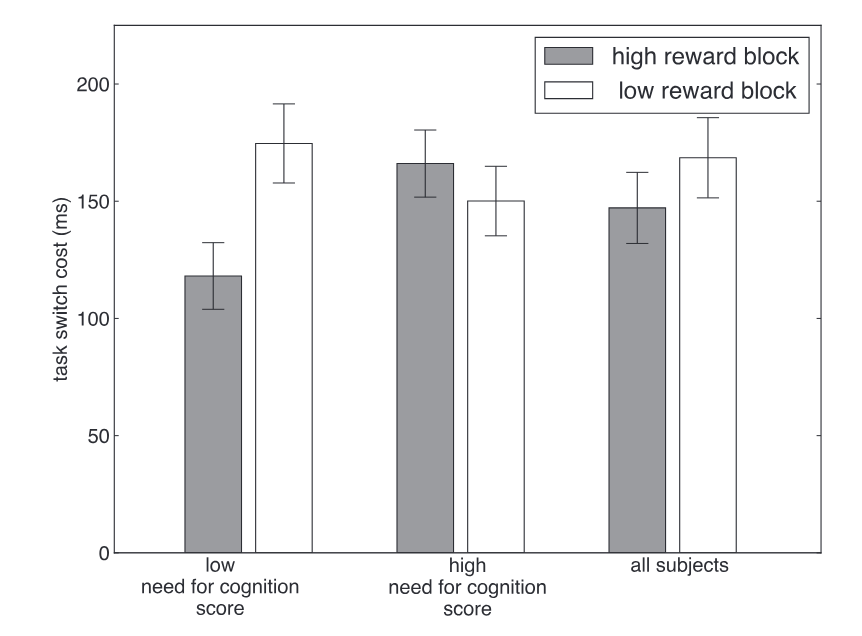 high reward block
low reward block
200
150
100
50
0
task switch cost (ms)
low
need for cognition
score
high
need for cognition
score
all subjects